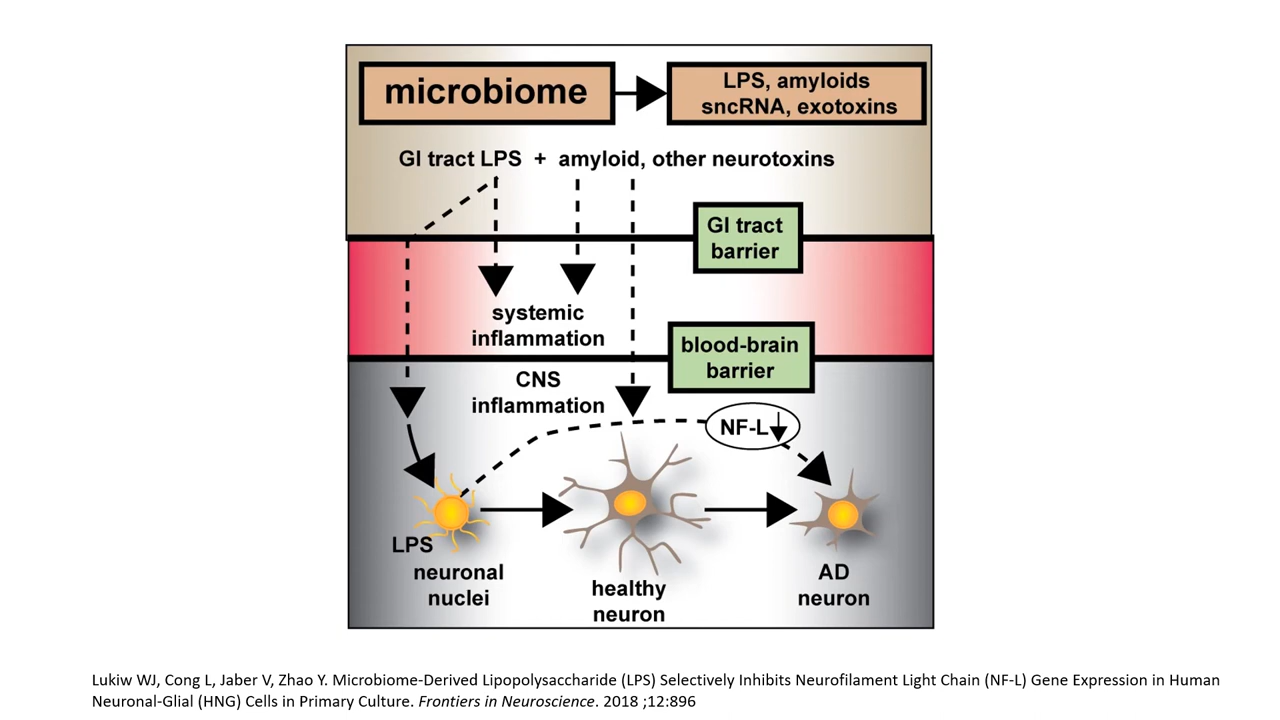 microbiome
LPS, amyloids
sncRNA, exotoxins
GI tract LPS + amyloid, other neurotoxins
GI tract
barrier
systemic
inflammation
blood-brain
barrier
CNS
inflammation
NF-L↓
LPS
neuronal
nuclei
healthy
neuron
AD
neuron
Lukiw WJ, Cong L, Jaber V, Zhao Y. Microbiome-Derived Lipopolysaccharide (LPS) Selectively Inhibits Neurofilament Light Chain (NF-L) Gene Expression in Human
Neuronal-Glial (HNG) Cells in Primary Culture. Frontiers in Neuroscience. 2018 ;12:896